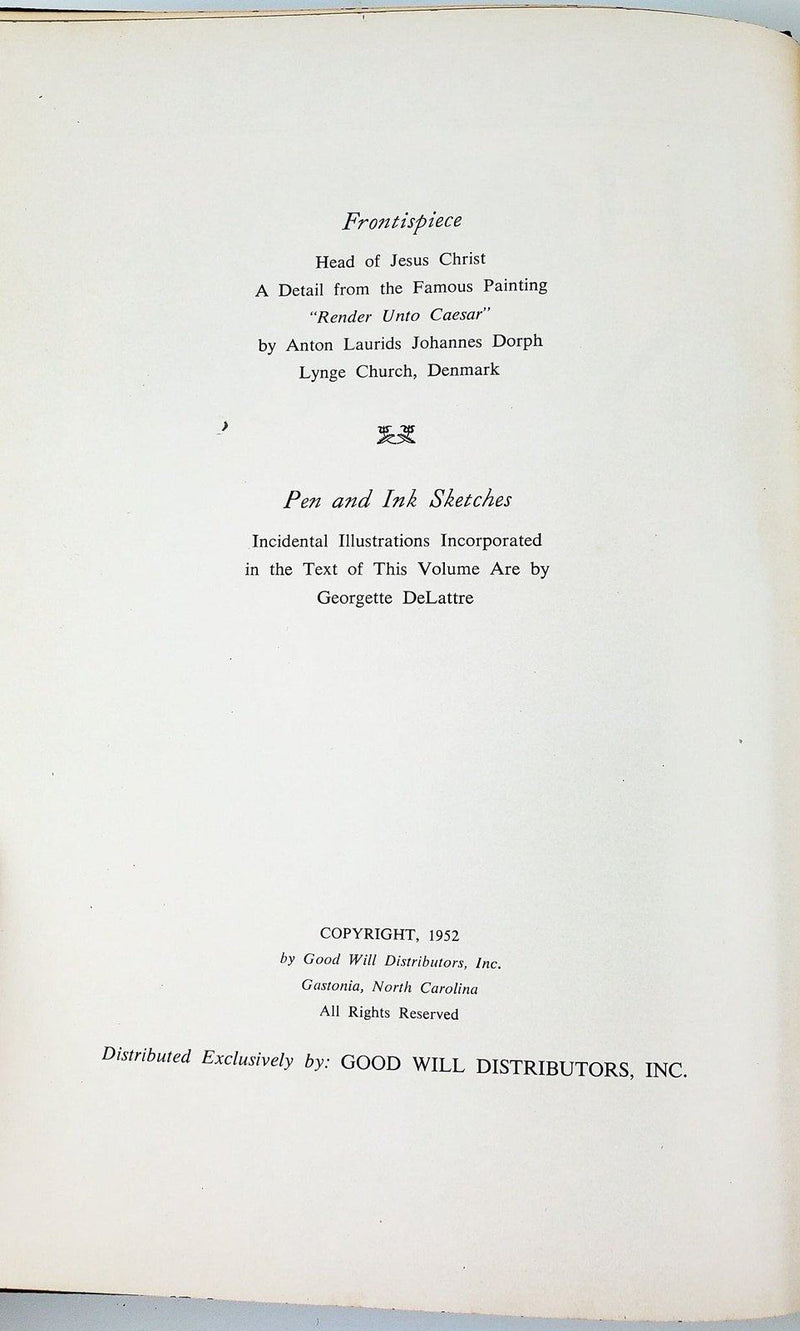 Frontispiece
Head of Jesus Christ
A Detail from the Famous Painting
“Render Unto Caesar”
by Anton Laurids Johannes Dorph
Lynge Church, Denmark
Pen and Ink Sketches
Incidental Illustrations Incorporated
in the Text of This Volume Are by
Georgette DeLattre
COPYRIGHT, 1952
by Good Will Distributors, Inc.
Gastonia, North Carolina
All Rights Reserved
Distributed Exclusively by: GOOD WILL DISTRIBUTORS, INC.